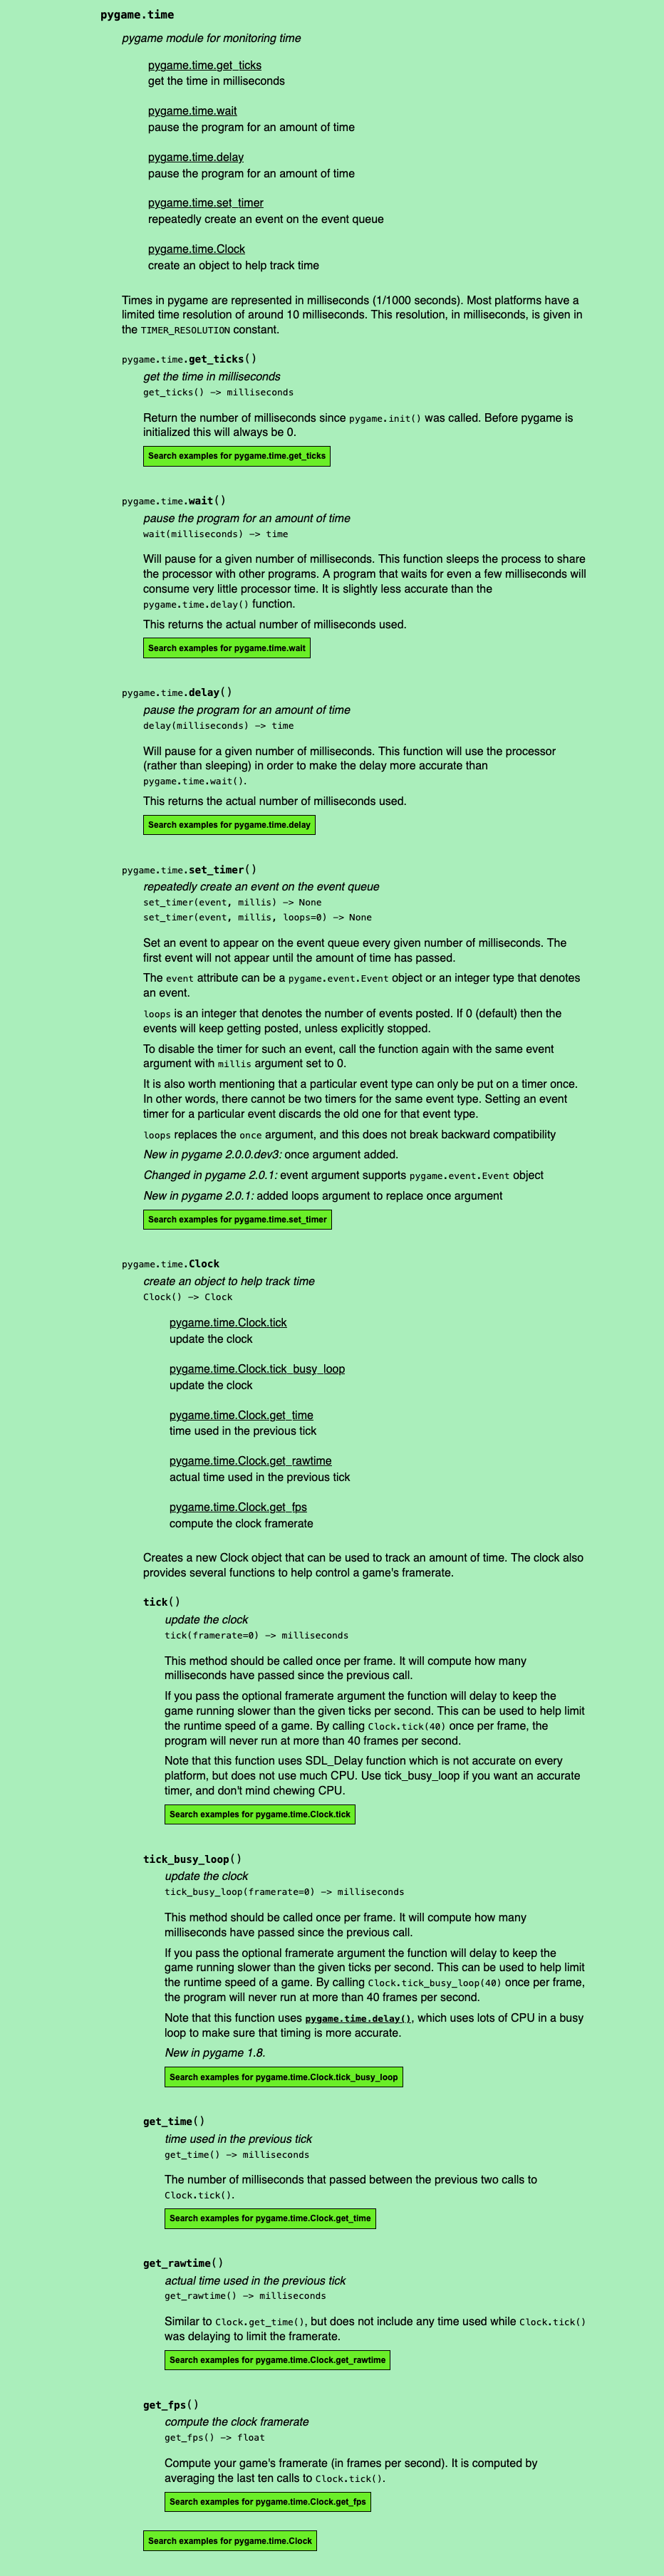 pygame.time
pygame module for monitoring time
pygame.time.get_ticks
get the time in milliseconds
pygame.time.wait
pause the program for an amount of time
pygame.time.delay
pause the program for an amount of time
pygame.time.set_timer
repeatedly create an event on the event queue
pygame.time.Clock
create an object to help track time
Times in pygame are represented in milliseconds (1/1000 seconds). Most platforms have a
limited time resolution of around 10 milliseconds. This resolution, in milliseconds, is given in
the TIMER_RESOLUTION constant.
pygame.time.get_ticks()
get the time in milliseconds
get_ticks() -> milliseconds
Return the number of milliseconds since pygame.init() was called. Before pygame is
initialized this will always be 0.
Search examples for pygame.time.get_ticks
pygame.time.wait()
pause the program for an amount of time
wait(milliseconds) -> time
Will pause for a given number of milliseconds. This function sleeps the process to share
the processor with other programs. A program that waits for even a few milliseconds will
consume very little processor time. It is slightly less accurate than the
pygame.time.delay() function.
This returns the actual number of milliseconds used.
Search examples for pygame.time.wait
pygame.time.delay()
pause the program for an amount of time
delay(milliseconds) -> time
Will pause for a given number of milliseconds. This function will use the processor
(rather than sleeping) in order to make the delay more accurate than
pygame.time.wait().
This returns the actual number of milliseconds used.
Search examples for pygame.time.delay
pygame.time.set_timer()
repeatedly create an event on the event queue
set_timer(event, millis) -> None
set_timer(event, millis, loops=0) -> None
Set an event to appear on the event queue every given number of milliseconds. The
first event will not appear until the amount of time has passed.
The event attribute can be a pygame.event.Event object or an integer type that denotes
an event.
loops is an integer that denotes the number of events posted. If 0 (default) then the
events will keep getting posted, unless explicitly stopped.
To disable the timer for such an event, call the function again with the same event
argument with millis argument set to 0.
It is also worth mentioning that a particular event type can only be put on a timer once.
In other words, there cannot be two timers for the same event type. Setting an event
timer for a particular event discards the old one for that event type.
loops replaces the once argument, and this does not break backward compatibility
New in pygame 2.0.0.dev3: once argument added.
Changed in pygame 2.0.1: event argument supports pygame.event.Event object
New in pygame 2.0.1: added loops argument to replace once argument
Search examples for pygame.time.set_timer
pygame.time.Clock
create an object to help track time
Clock() -> Clock
pygame.time.Clock.tick
update the clock
pygame.time.Clock.tick_busy_loop
update the clock
pygame.time.Clock.get_time
time used in the previous tick
pygame.time.Clock.get_rawtime
actual time used in the previous tick
pygame.time.Clock.get_fps
compute the clock framerate
Creates a new Clock object that can be used to track an amount of time. The clock also
provides several functions to help control a game's framerate.
tick()
update the clock
tick(framerate=0) -> milliseconds
This method should be called once per frame. It will compute how many
milliseconds have passed since the previous call.
If you pass the optional framerate argument the function will delay to keep the
game running slower than the given ticks per second. This can be used to help limit
the runtime speed of a game. By calling Clock.tick(40) once per frame, the
program will never run at more than 40 frames per second.
Note that this function uses SDL_Delay function which is not accurate on every
platform, but does not use much CPU. Use tick_busy_loop if you want an accurate
timer, and don't mind chewing CPU.
Search examples for pygame.time.Clock.tick
tick_busy_loop()
update the clock
tick_busy_loop(framerate=0) -> milliseconds
This method should be called once per frame. It will compute how many
milliseconds have passed since the previous call.
If you pass the optional framerate argument the function will delay to keep the
game running slower than the given ticks per second. This can be used to help limit
the runtime speed of a game. By calling Clock.tick_busy_loop(40) once per frame,
the program will never run at more than 40 frames per second.
Note that this function uses pygame.time.delay(), which uses lots of CPU in a busy
loop to make sure that timing is more accurate.
New in pygame 1.8.
Search examples for pygame.time.Clock.tick_busy_loop
get_time()
time used in the previous tick
get_time() -> milliseconds
The number of milliseconds that passed between the previous two calls to
Clock.tick().
Search examples for pygame.time.Clock.get_time
get_rawtime()
actual time used in the previous tick
get_rawtime() -> milliseconds
Similar to Clock.get_time(), but does not include any time used while Clock.tick()
was delaying to limit the framerate.
Search examples for pygame.time.Clock.get_rawtime
get_fps()
compute the clock framerate
get_fps() -> float
Compute your game's framerate (in frames per second). It is computed by
averaging the last ten calls to Clock.tick().
Search examples for pygame.time.Clock.get_fps
Search examples for pygame.time.Clock